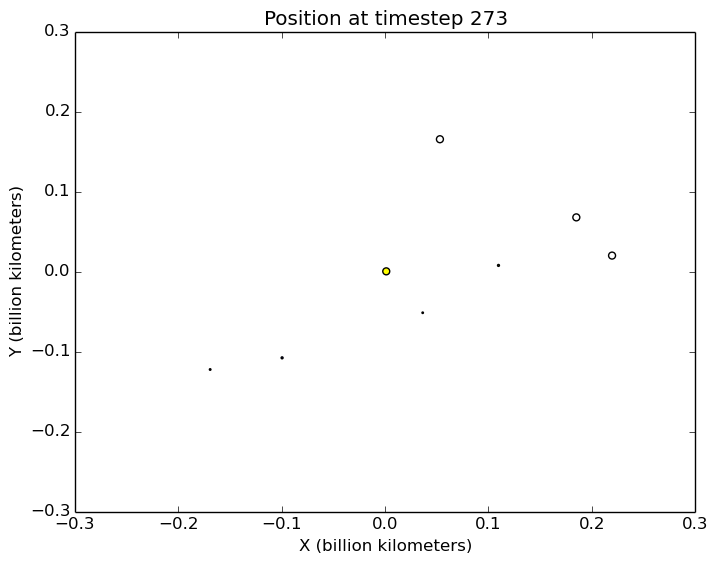 Position at timestep 273
0.3
0.2
0.1
0.0
−0.1
−0.2
−0.3
Y (billion kilometers)
−0.3 −0.2 −0.1 0.0 0.1 0.2 0.3
X (billion kilometers)